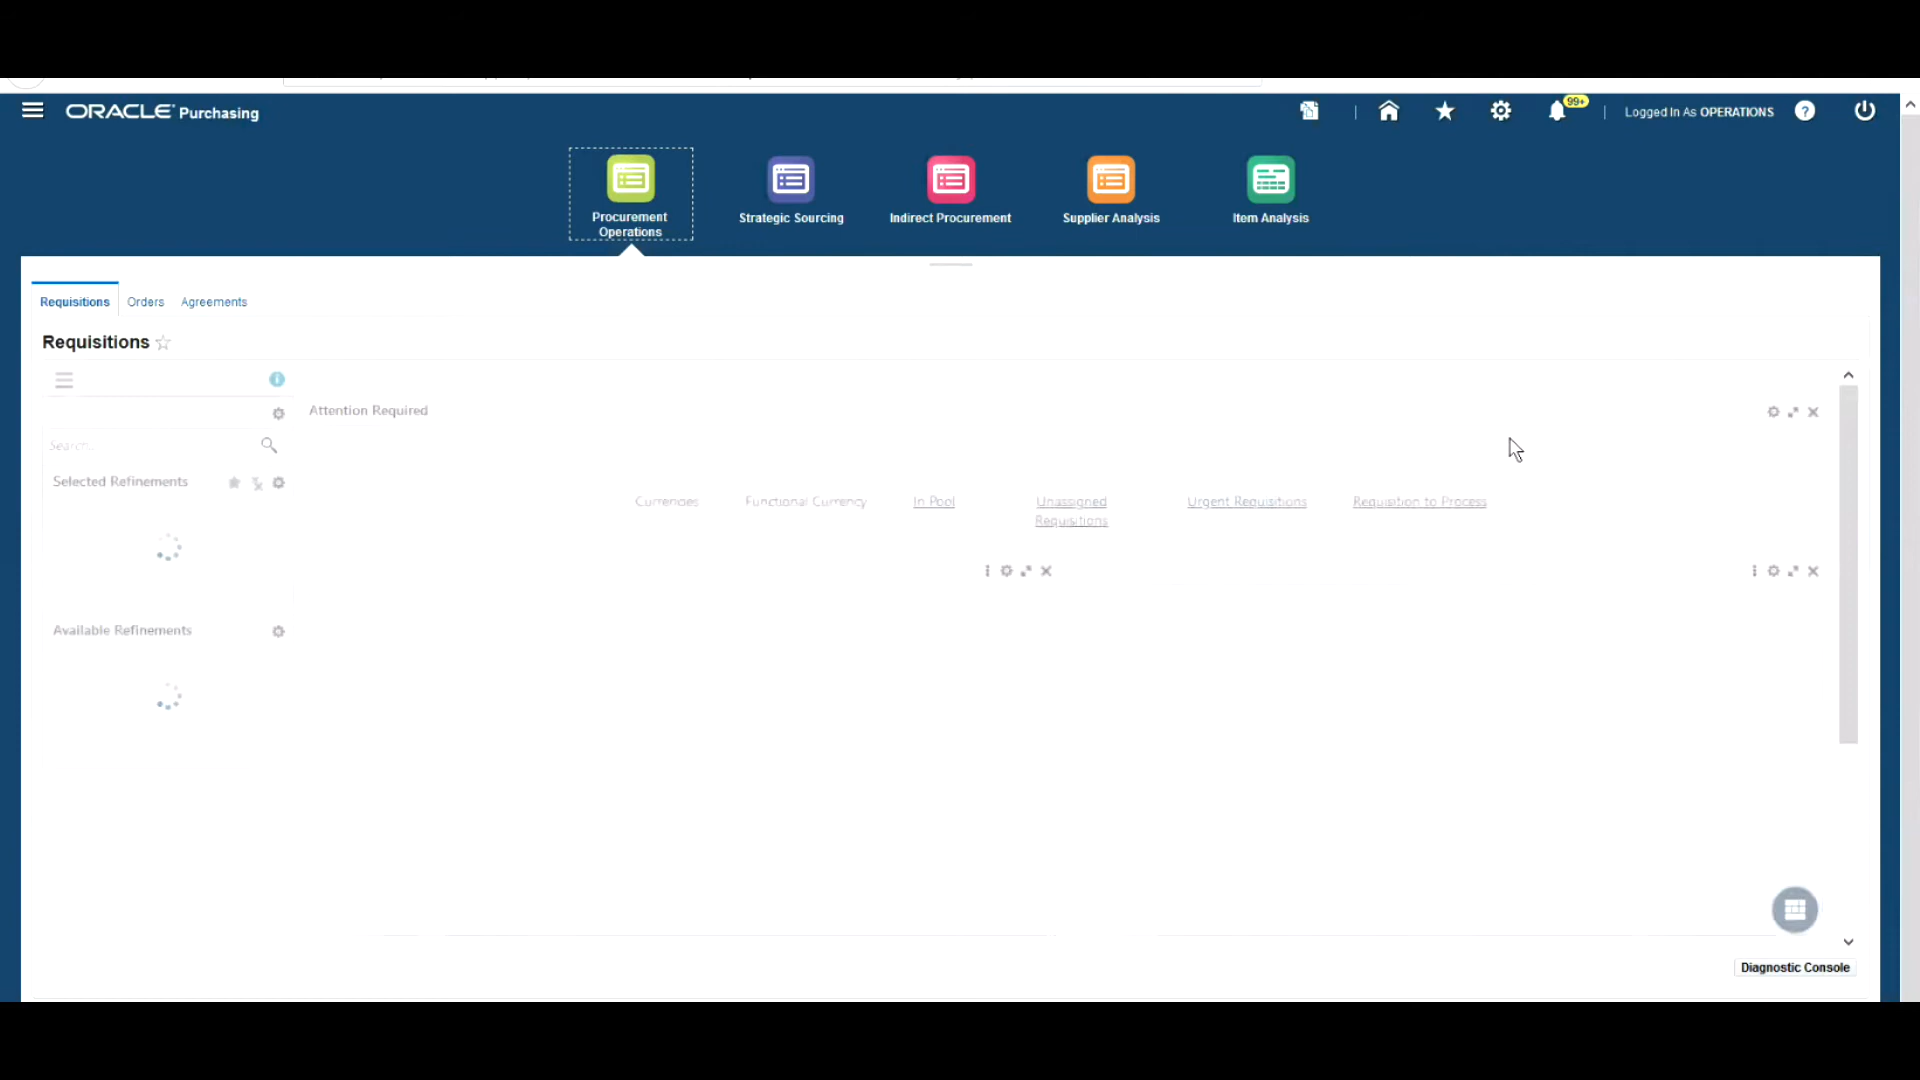 ORACLE Purchasing
99+
Logged In As OPERATIONS
?
Procurement
Operations
Strategic Sourcing
Indirect Procurement
Supplier Analysis
Item Analysis
Requisitions
Orders
Agreements
Requisitions
Attention Required
Search...
Selected Refinements
Currencies
Functional Currency
In Pool
Unassigned
Requisitions
Urgent Requisitions
Requisition to Process
Available Refinements
Diagnostic Console